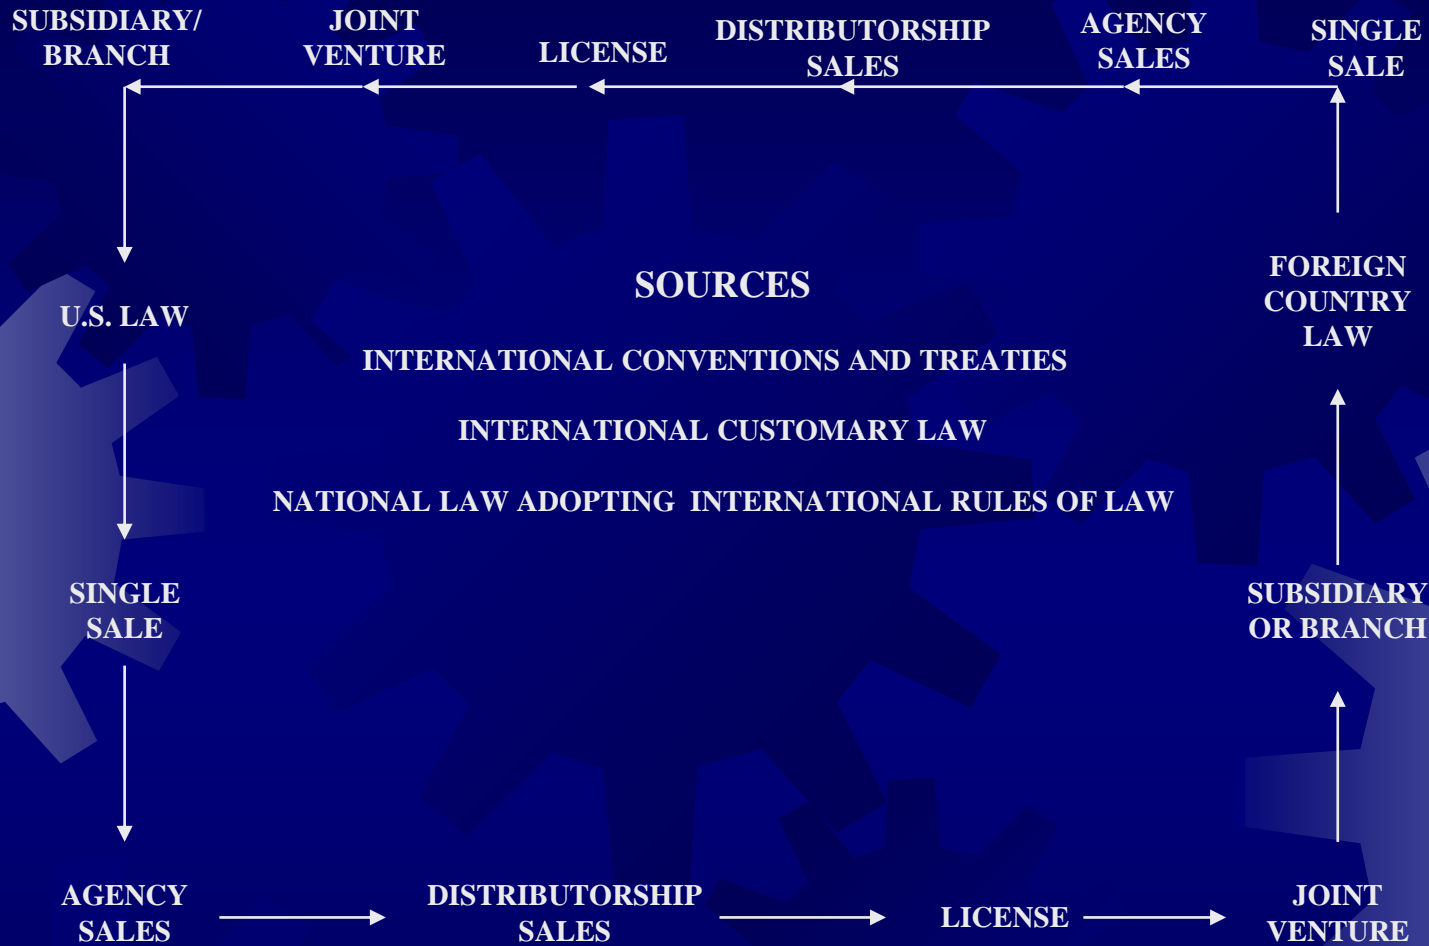 SUBSIDIARY/
BRANCH
JOINT
VENTURE
LICENSE
DISTRIBUTORSHIP
SALES
AGENCY
SALES
SINGLE
SALE
U.S. LAW
SOURCES
INTERNATIONAL CONVENTIONS AND TREATIES
INTERNATIONAL CUSTOMARY LAW
NATIONAL LAW ADOPTING INTERNATIONAL RULES OF LAW
FOREIGN
COUNTRY
LAW
SINGLE
SALE
SUBSIDIARY
OR BRANCH
AGENCY
SALES
DISTRIBUTORSHIP
SALES
LICENSE
JOINT
VENTURE